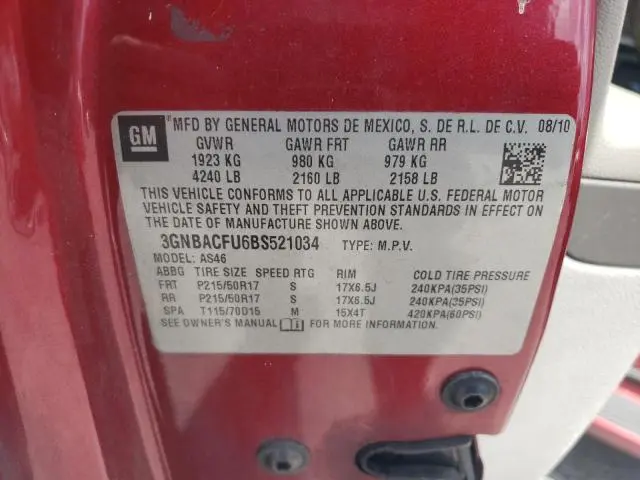 GM ® MFD BY GENERAL MOTORS DE MEXICO, S. DE R.L. DE C.V. 08/10
GVWR GAWR FRT GAWR RR
1923 KG 980 KG 979 KG
4240 LB 2160 LB 2158 LB
THIS VEHICLE CONFORMS TO ALL APPLICABLE U.S. FEDERAL MOTOR
VEHICLE SAFETY AND THEFT PREVENTION STANDARDS IN EFFECT ON
THE DATE OF MANUFACTURE SHOWN ABOVE.
3GNBACFU6BS521034 TYPE: M.P.V.
MODEL: AS46
ABBG TIRE SIZE SPEED RTG RIM COLD TIRE PRESSURE
FRT P215/50R17 S 17X6.5J 240KPA(35PSI)
RR P215/50R17 S 17X6.5J 240KPA(35PSI)
SPA T115/70D15 M 15X4T 420KPA(60PSI)
SEE OWNER'S MANUAL FOR MORE INFORMATION.